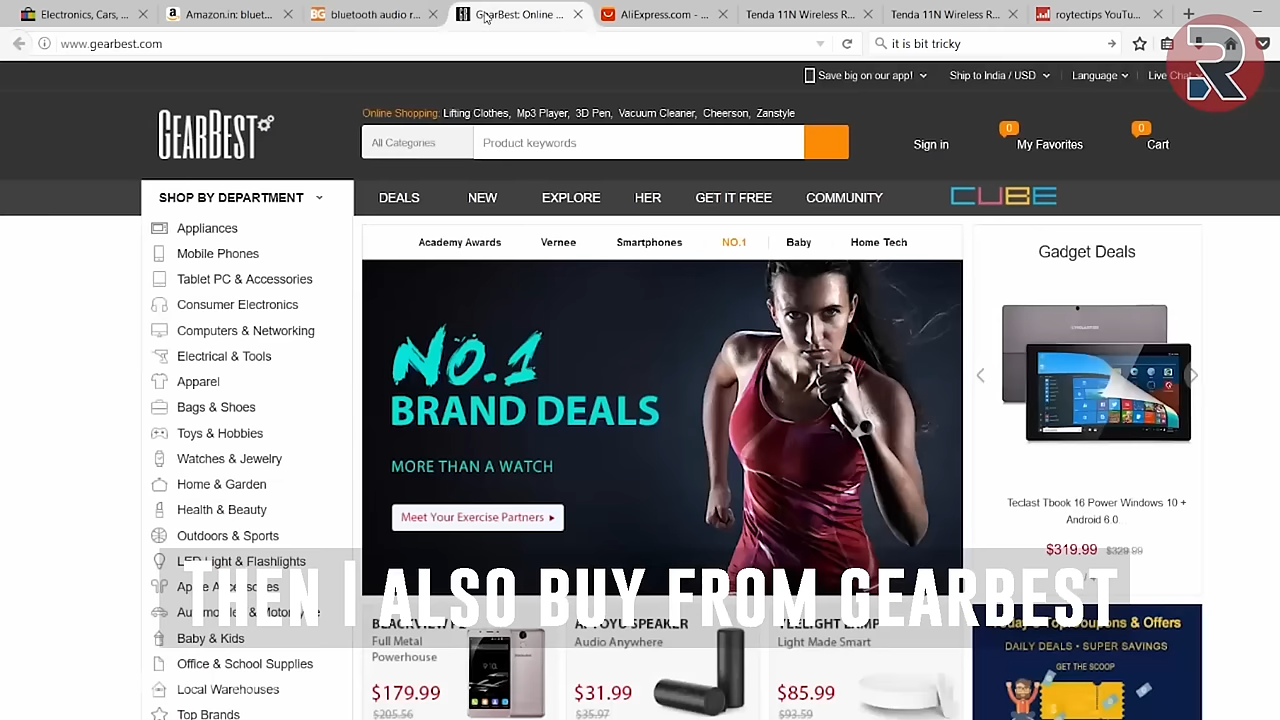 Electronics, Cars, ...
Amazon.in: bluet...
bluetooth audio r...
GearBest: Online ...
AliExpress.com - ...
Tenda 11N Wireless R...
Tenda 11N Wireless R...
roytectips YouTu...
www.gearbest.com
it is bit tricky
Save big on our app!
Ship to India / USD
Language
Live Chat
R
GEARBEST
Online Shopping: Lifting Clothes, Mp3 Player, 3D Pen, Vacuum Cleaner, Cheerson, Zanstyle
All Categories
Product keywords
Sign in
0
My Favorites
0
Cart
SHOP BY DEPARTMENT
DEALS
NEW
EXPLORE
HER
GET IT FREE
COMMUNITY
CUBE
Appliances
Mobile Phones
Tablet PC & Accessories
Consumer Electronics
Computers & Networking
Electrical & Tools
Apparel
Bags & Shoes
Toys & Hobbies
Watches & Jewelry
Home & Garden
Health & Beauty
Outdoors & Sports
LED Light & Flashlights
Baby & Kids
Office & School Supplies
Local Warehouses
Top Brands
Academy Awards
Vernee
Smartphones
NO.1
Baby
Home Tech
NO.1
BRAND DEALS
MORE THAN A WATCH
Meet Your Exercise Partners
Gadget Deals
Teclast Tbook 16 Power Windows 10 +
Android 6.0
$319.99 $329.99
THEN I ALSO BUY FROM GEARBEST
Full Metal
Powerhouse
$179.99
$205.56
SPEAKER
Audio Anywhere
$31.99
$35.97
Light Made Smart
$85.99
$93.59
Coupons & Offers
DAILY DEALS • SUPER SAVINGS
GET THE SCOOP